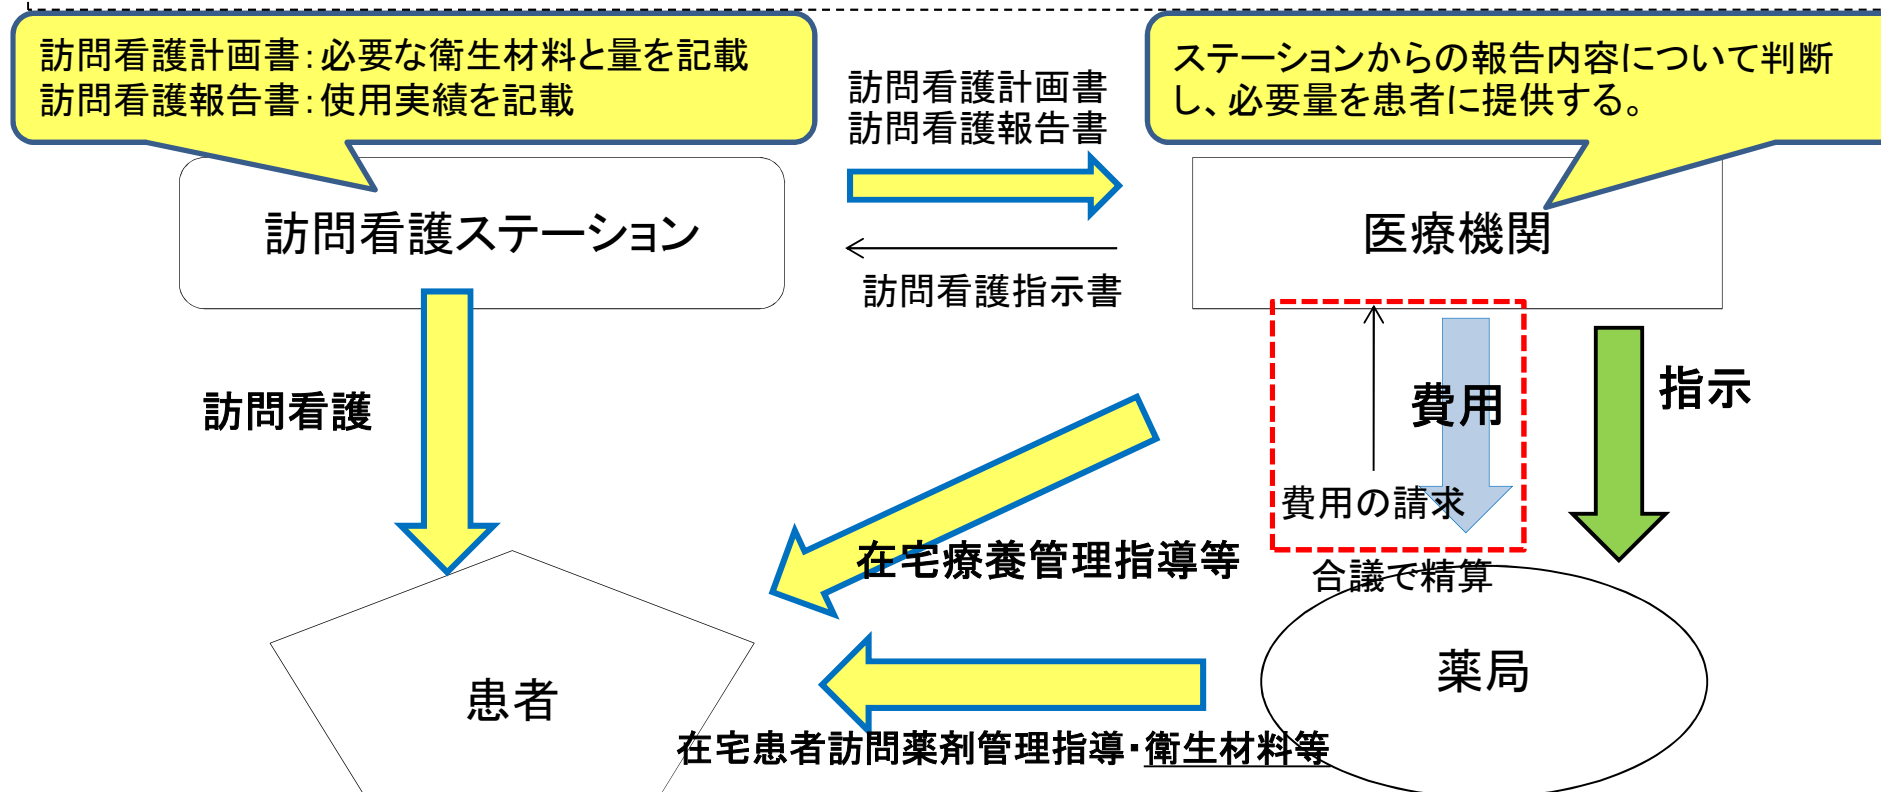 訪問看護計画書：必要な衛生材料と量を記載
訪問看護報告書：使用実績を記載
ステーションからの報告内容について判断
し、必要量を患者に提供する。
訪問看護計画書
訪問看護報告書
訪問看護ステーション
医療機関
訪問看護指示書
訪問看護
費用
指示
費用の請求
在宅療養管理指導等
合議で精算
薬局
患者
在宅患者訪問薬剤管理指導・衛生材料等